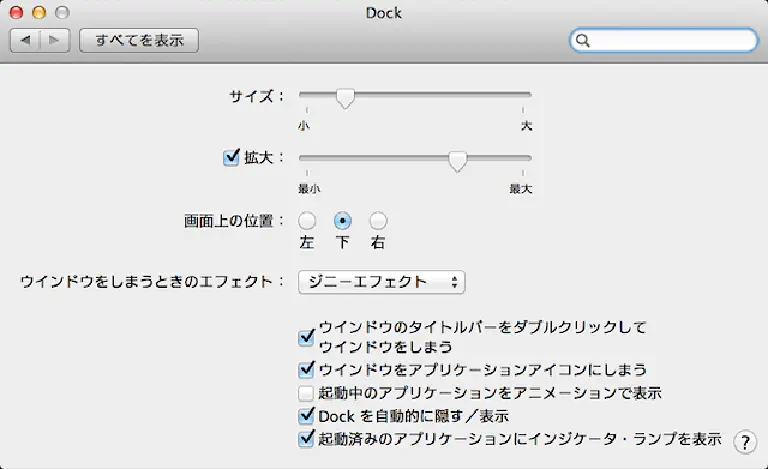 Dock
すべてを表示
サイズ：
小 大
拡大：
最小 最大
画面上の位置：
左 下 右
ウインドウをしまうときのエフェクト： ジニーエフェクト
ウインドウのタイトルバーをダブルクリックして
ウインドウをしまう
ウインドウをアプリケーションアイコンにしまう
起動中のアプリケーションをアニメーションで表示
Dock を自動的に隠す／表示
起動済みのアプリケーションにインジケータ・ランプを表示 ?